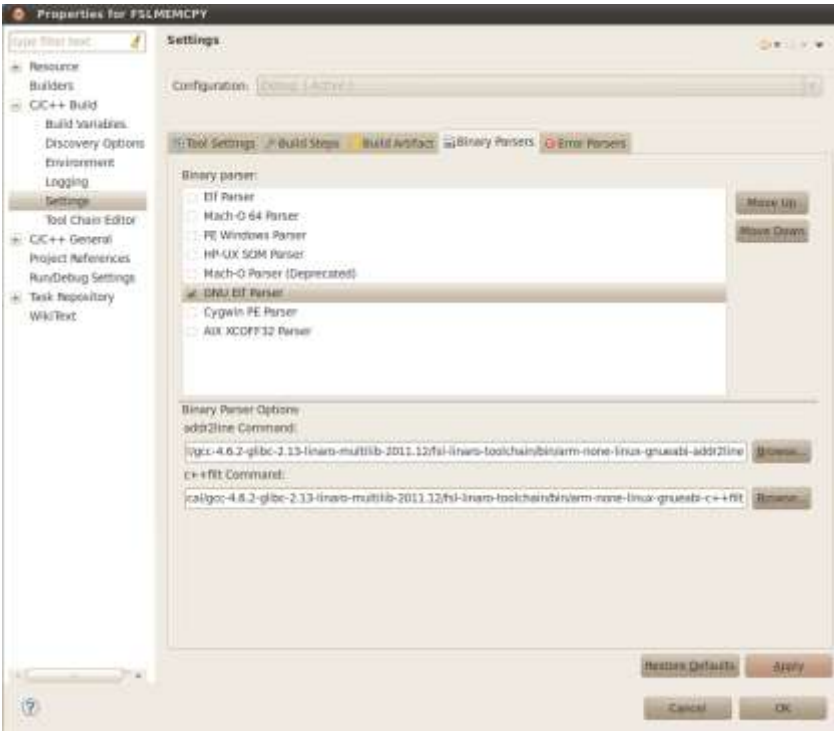 Properties for FSLMEMCPY
type filter text
Settings
Resource
Builders
C/C++ Build
Build Variables
Discovery Options
Environment
Logging
Settings
Tool Chain Editor
C/C++ General
Project References
Run/Debug Settings
Task Repository
WikiText
Configuration: Debug [ Active ]
Tool Settings
Build Steps
Build Artifact
Binary Parsers
Error Parsers
Binary parser:
Elf Parser
Mach-O 64 Parser
PE Windows Parser
HP-UX SOM Parser
Mach-O Parser (Deprecated)
GNU Elf Parser
Cygwin PE Parser
AIX XCOFF32 Parser
Move Up
Move Down
Binary Parser Options
addr2line Command:
l/gcc-4.6.2-glibc-2.13-linaro-multilib-2011.12/fsl-linaro-toolchain/bin/arm-none-linux-gnueabi-addr2line
Browse...
c++filt Command:
cal/gcc-4.6.2-glibc-2.13-linaro-multilib-2011.12/fsl-linaro-toolchain/bin/arm-none-linux-gnueabi-c++filt
Browse...
Restore Defaults
Apply
Cancel
OK